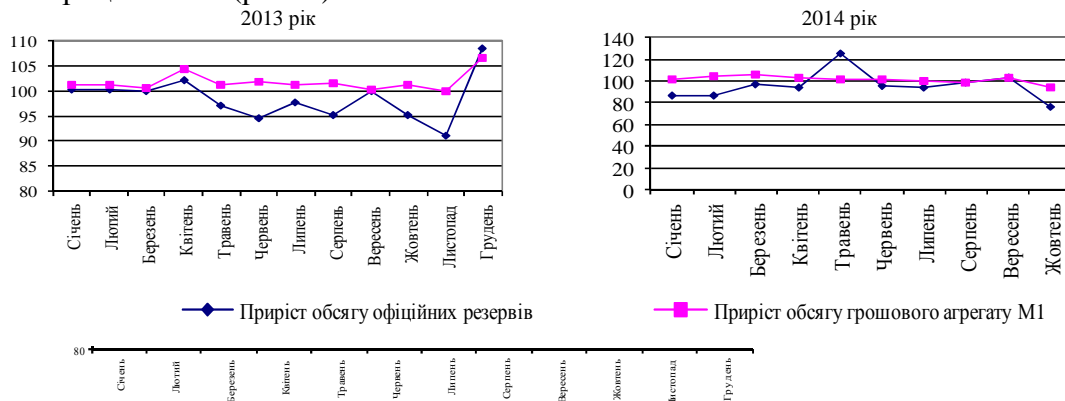 2013 рік
2014 рік
110
105
100
95
90
85
80
Січень
Лютий
Березень
Квітень
Травень
Червень
Липень
Серпень
Вересень
Жовтень
Листопад
Грудень
140
120
100
80
60
40
20
0
Січень
Лютий
Березень
Квітень
Травень
Червень
Липень
Серпень
Вересень
Жовтень
Приріст обсягу офіційних резервів
Приріст обсягу грошового агрегату М1
80
Січень
Лютий
Березень
Квітень
Травень
Червень
Липень
Серпень
Вересень
Жовтень
Листопад
Грудень